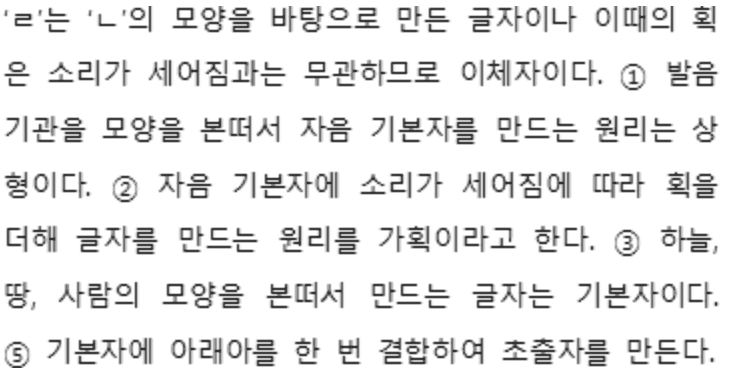 ‘ㄹ’는 ‘ㄴ’의 모양을 바탕으로 만든 글자이나 이때의 획
은 소리가 세어짐과는 무관하므로 이체자이다. ① 발음
기관을 모양을 본떠서 자음 기본자를 만드는 원리는 상
형이다. ② 자음 기본자에 소리가 세어짐에 따라 획을
더해 글자를 만드는 원리를 가획이라고 한다. ③ 하늘,
땅, 사람의 모양을 본떠서 만드는 글자는 기본자이다.
⑤ 기본자에 아래아를 한 번 결합하여 초출자를 만든다.